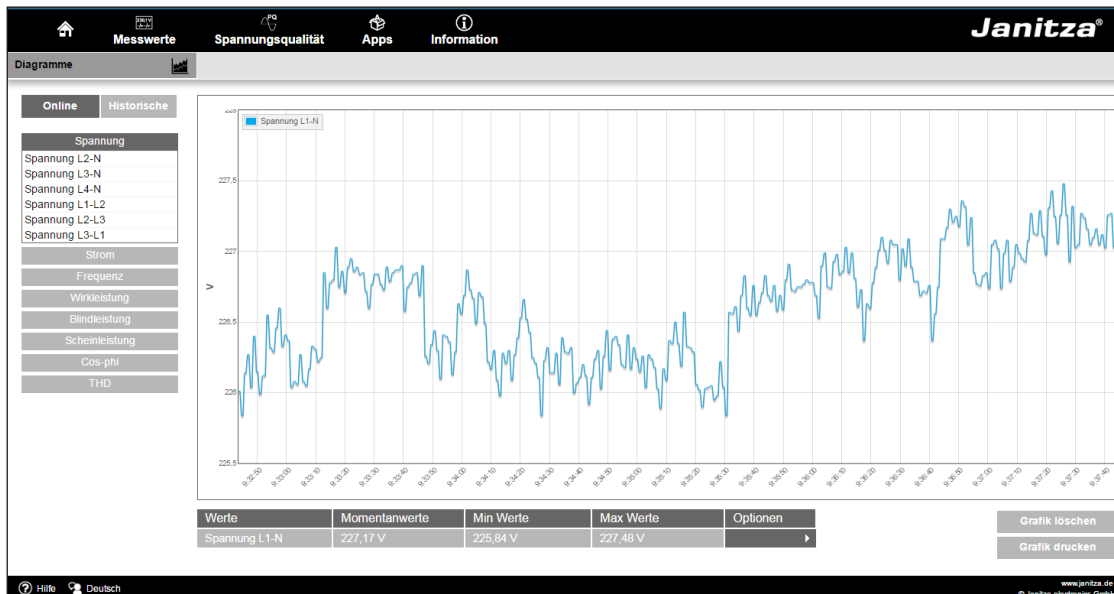 230,1 V
PQ
Messwerte Spannungsqualität Apps Information
Janitza®
Diagramme
Online Historische
Spannung
Spannung L2-N
Spannung L3-N
Spannung L4-N
Spannung L1-L2
Spannung L2-L3
Spannung L3-L1
Strom
Frequenz
Wirkleistung
Blindleistung
Scheinleistung
Cos-phi
THD
Spannung L1-N
227,5
227
V
226,5
226
225,5
9:32:50 9:33:00 9:33:10 9:33:20 9:33:30 9:33:40 9:33:50 9:34:00 9:34:10 9:34:20 9:34:30 9:34:40 9:34:50 9:35:00 9:35:10 9:35:20 9:35:30 9:35:40 9:35:50 9:36:00 9:36:10 9:36:20 9:36:30 9:36:40 9:36:50 9:37:00 9:37:10 9:37:20 9:37:30 9:37:40
Werte Momentanwerte Min Werte Max Werte Optionen
Spannung L1-N 227,17 V 225,84 V 227,48 V
Grafik löschen
Grafik drucken
Hilfe Deutsch
www.janitza.de
© Janitza electronics GmbH